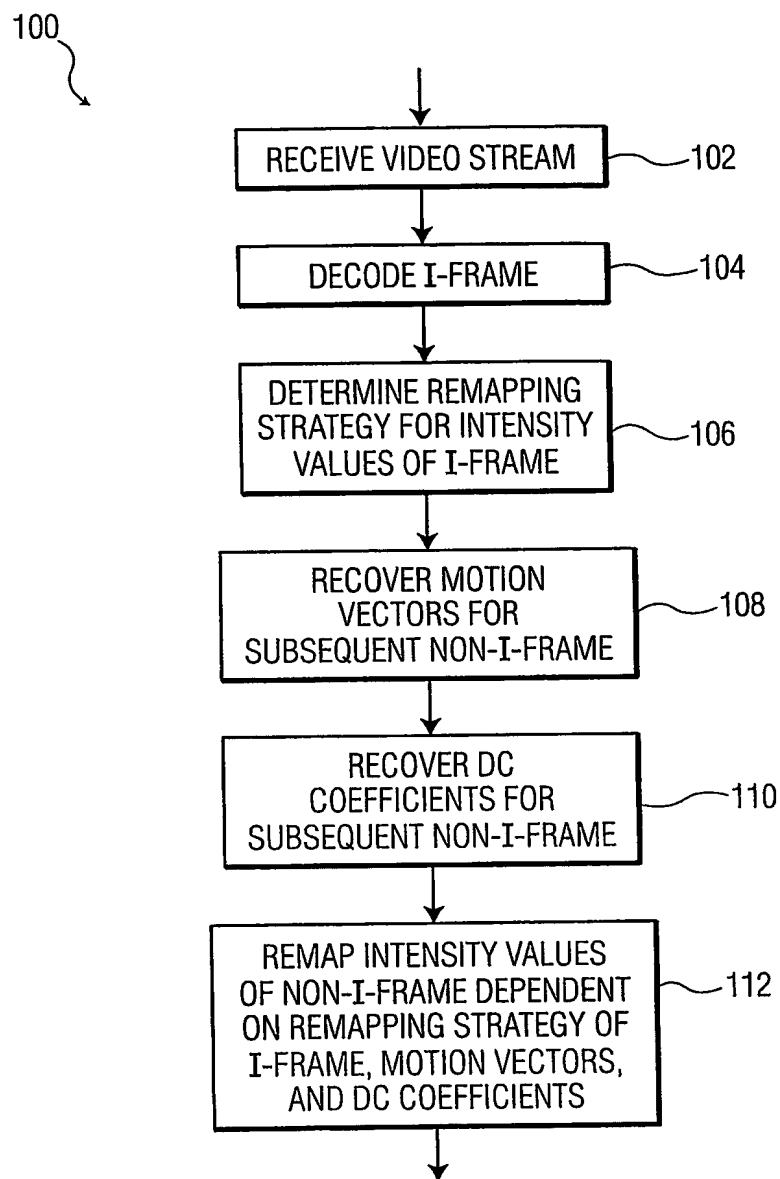 100
RECEIVE VIDEO STREAM
102
DECODE I-FRAME
104
DETERMINE REMAPPING
STRATEGY FOR INTENSITY
VALUES OF I-FRAME
106
RECOVER MOTION
VECTORS FOR
SUBSEQUENT NON-I-FRAME
108
RECOVER DC
COEFFICIENTS FOR
SUBSEQUENT NON-I-FRAME
110
REMAP INTENSITY VALUES
OF NON-I-FRAME DEPENDENT
ON REMAPPING STRATEGY OF
I-FRAME, MOTION VECTORS,
AND DC COEFFICIENTS
112